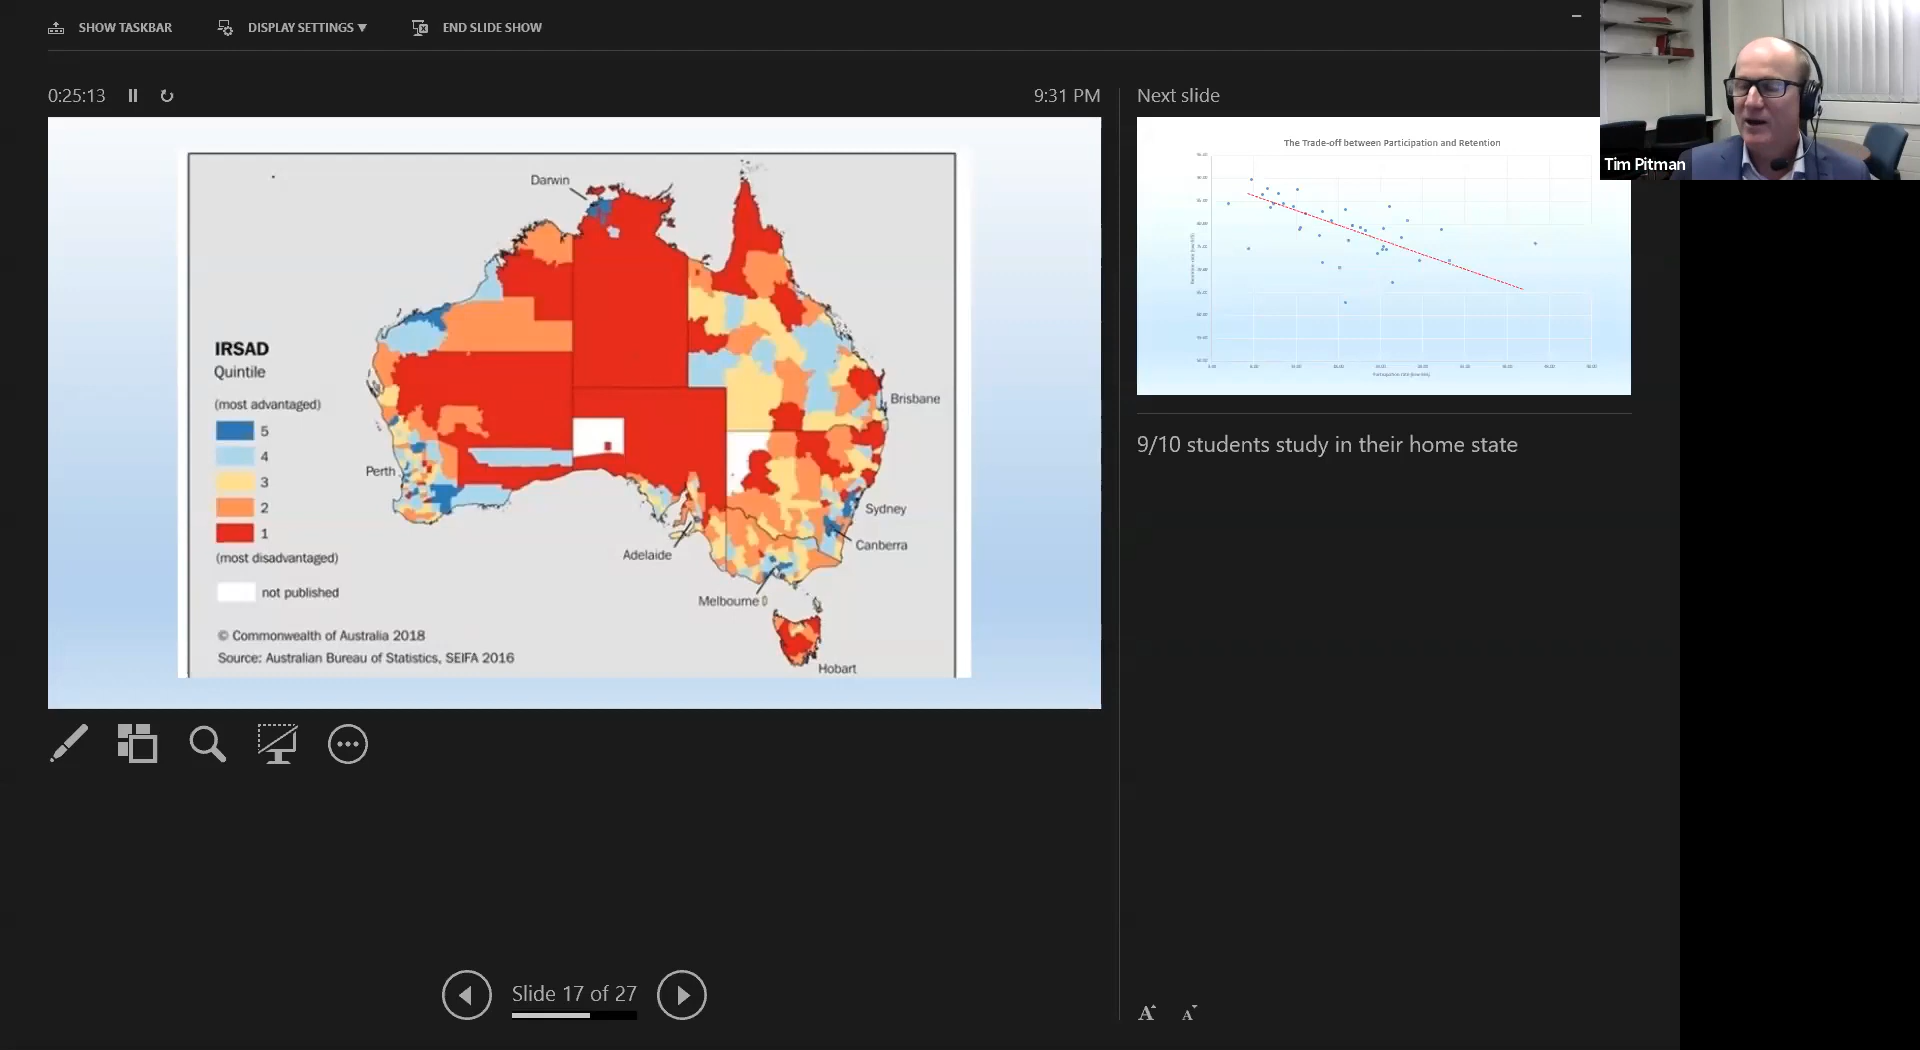 SHOW TASKBAR
DISPLAY SETTINGS ▼
END SLIDE SHOW
0:25:13
9:31 PM
Next slide
Tim Pitman
Darwin
IRSAD
Quintile
(most advantaged)
5
4
3
2
1
(most disadvantaged)
not published
© Commonwealth of Australia 2018
Source: Australian Bureau of Statistics, SEIFA 2016
Perth
Adelaide
Melbourne
Brisbane
Sydney
Canberra
Hobart
The Trade-off between Participation and Retention
9/10 students study in their home state
Slide 17 of 27
A
A